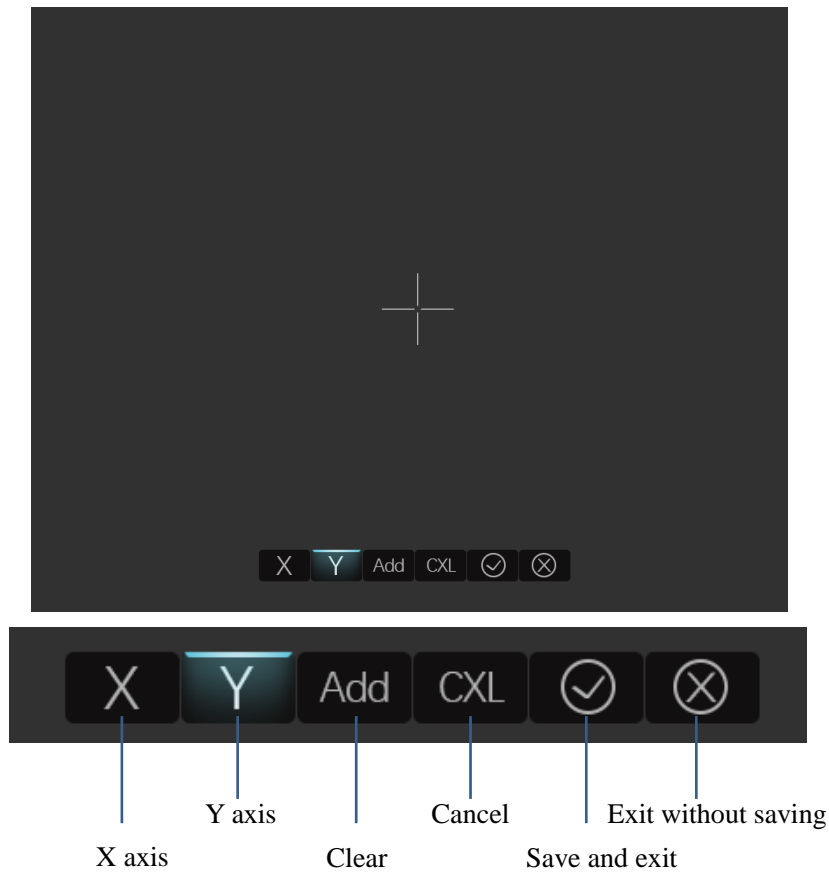 X Y Add CXL
X Y Add CXL
Y axis Cancel Exit without saving
X axis Clear Save and exit